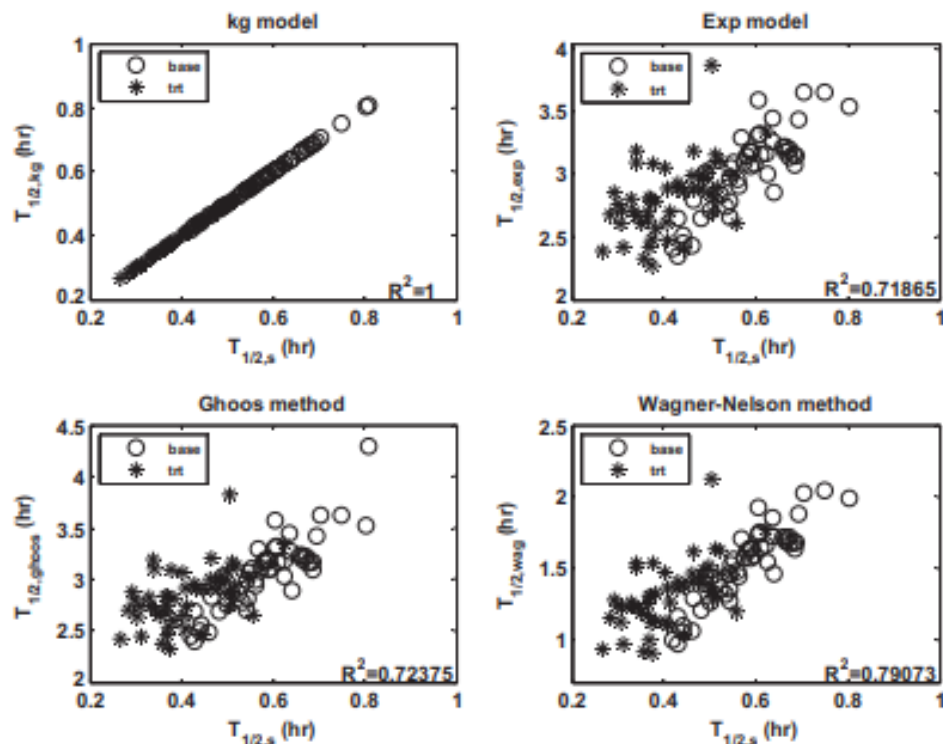 kg model
1
0.8
0.6
0.4
0.2
T1/2,kg (hr)
base
trt
R2=1
0.2 0.4 0.6 0.8 1
T1/2,s (hr)
Exp model
4
3.5
3
2.5
2
T1/2,exp (hr)
base
trt
R2=0.71865
0.2 0.4 0.6 0.8 1
T1/2,s(hr)
Ghoos method
4.5
4
3.5
3
2.5
2
T1/2,ghoos (hr)
base
trt
R2=0.72375
0.2 0.4 0.6 0.8 1
T1/2,s (hr)
Wagner-Nelson method
2.5
2
1.5
1
T1/2,wag (hr)
base
trt
R2=0.79073
0.2 0.4 0.6 0.8 1
T1/2,s (hr)